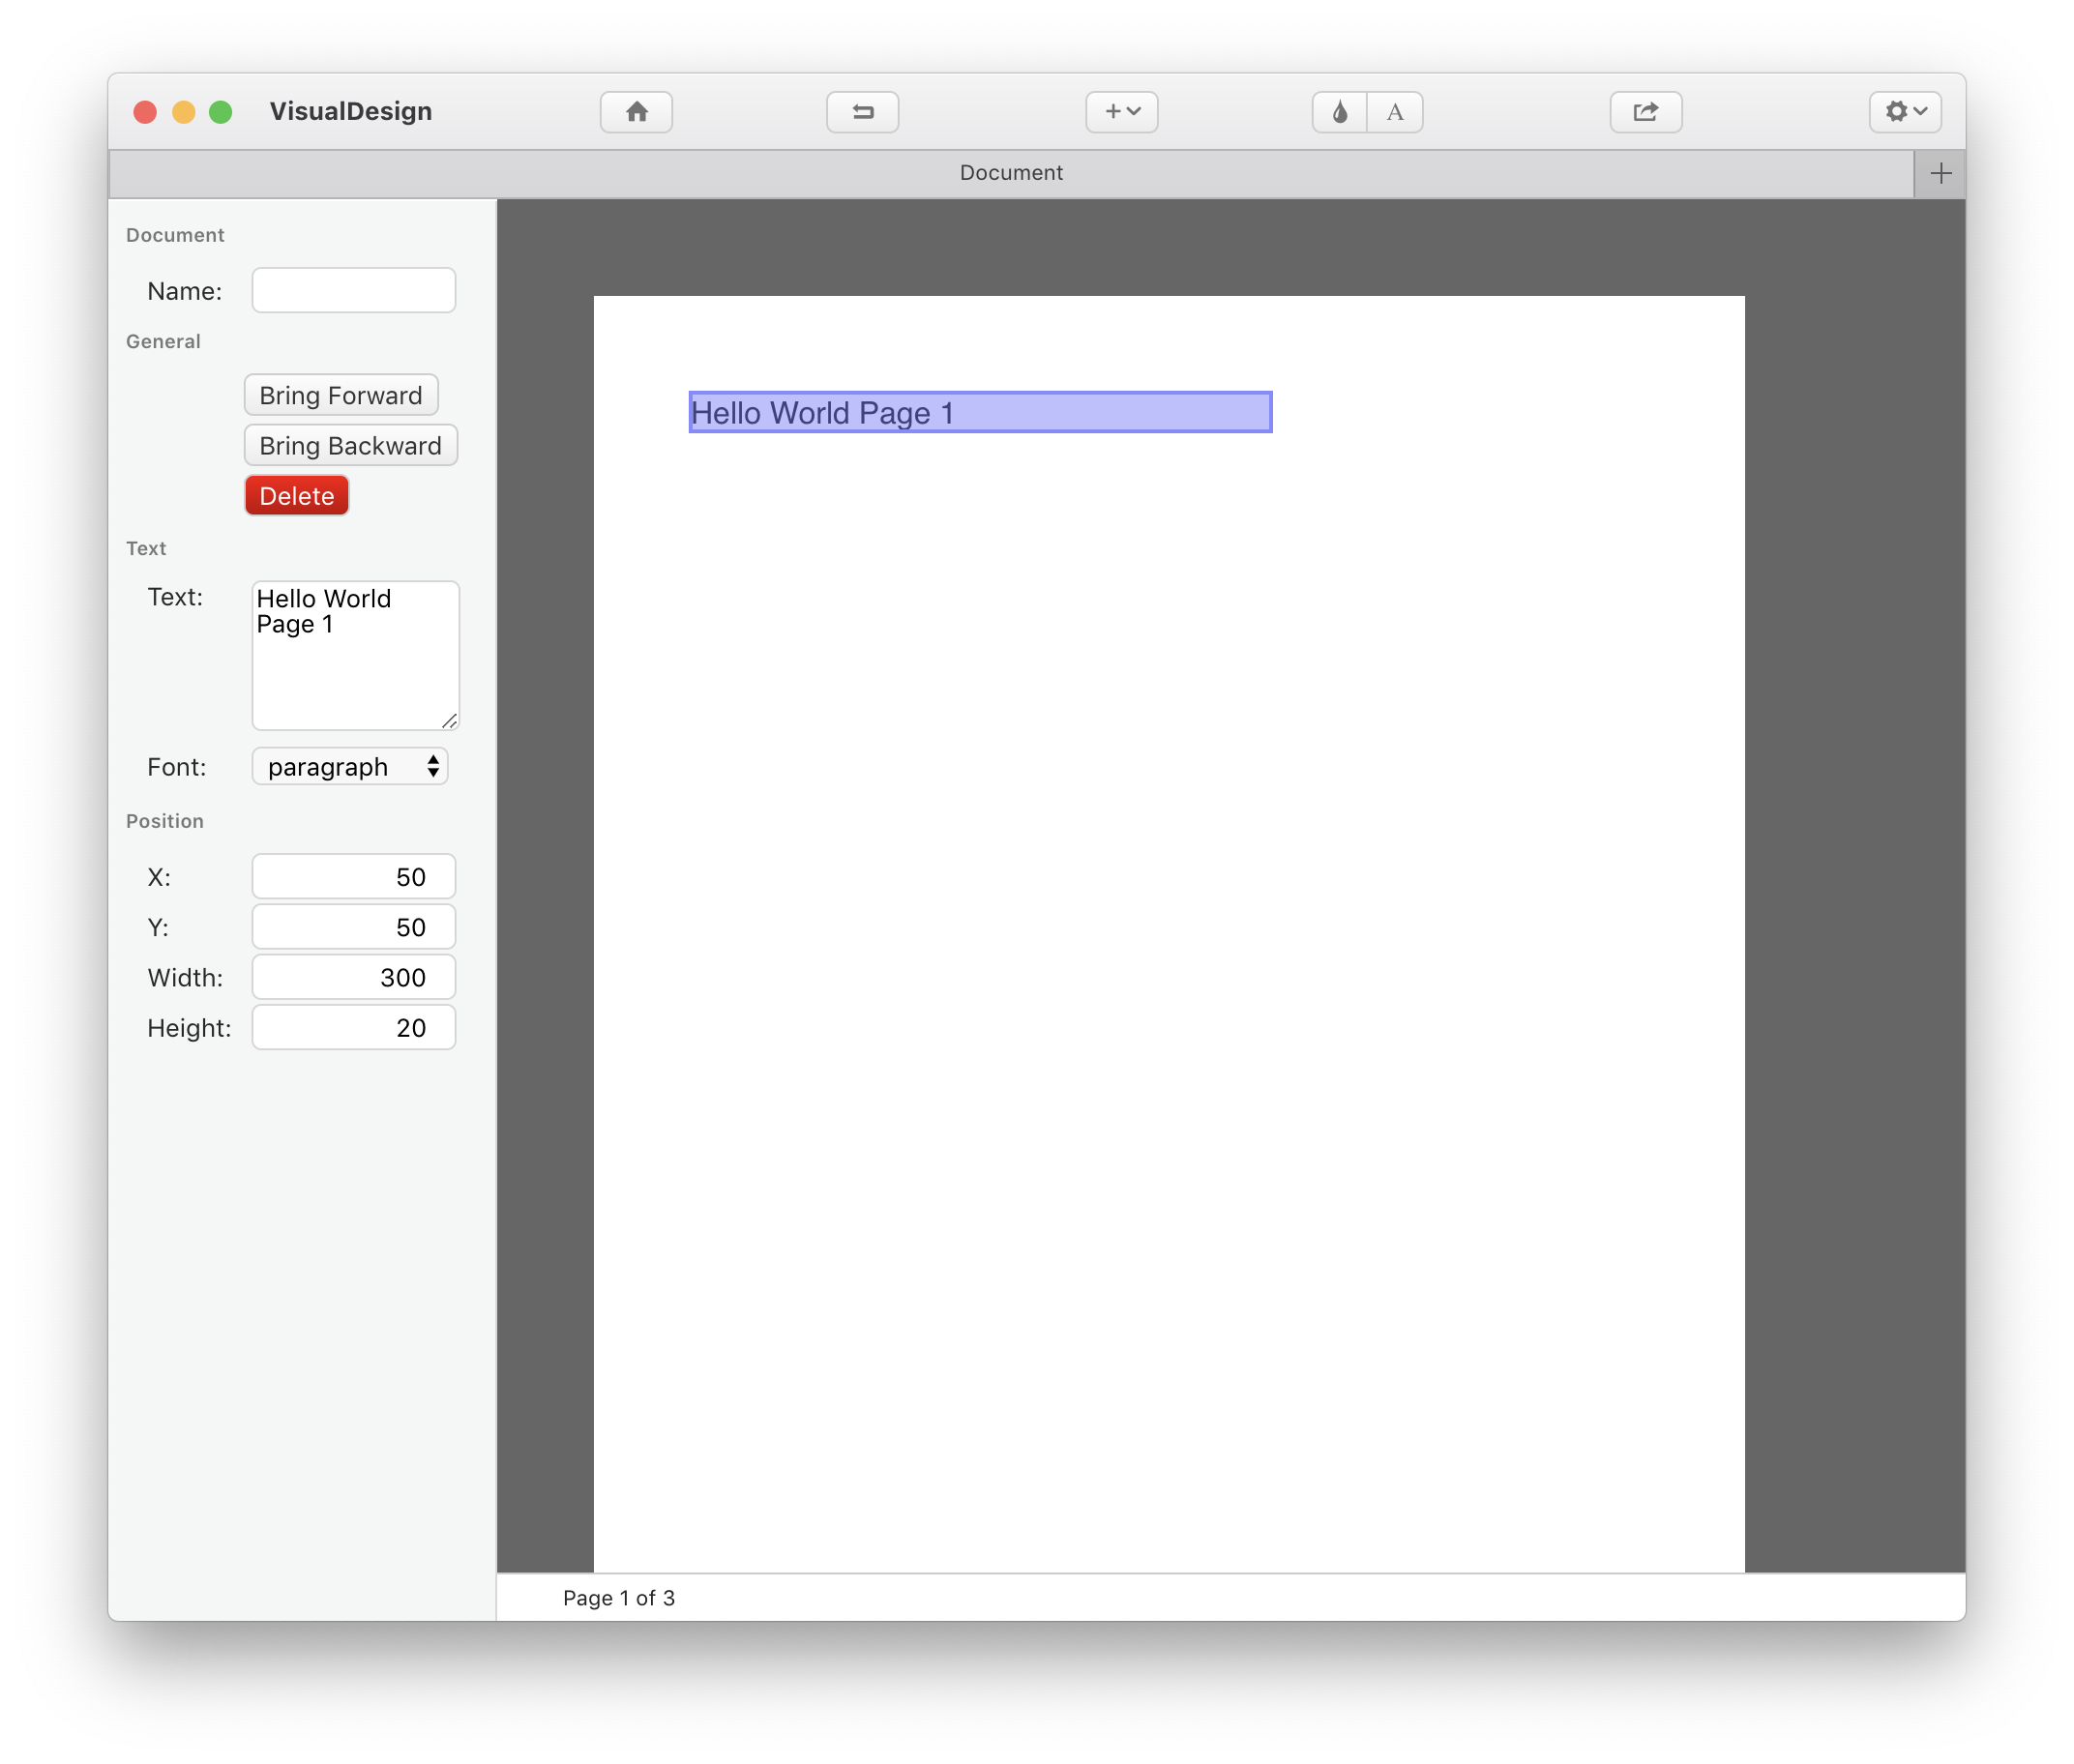 VisualDesign
A
Document
Document
Name:
General
Bring Forward
Bring Backward
Delete
Text
Text:
Hello World
Page 1
Font:
paragraph
Position
X:
50
Y:
50
Width:
300
Height:
20
Hello World Page 1
Page 1 of 3